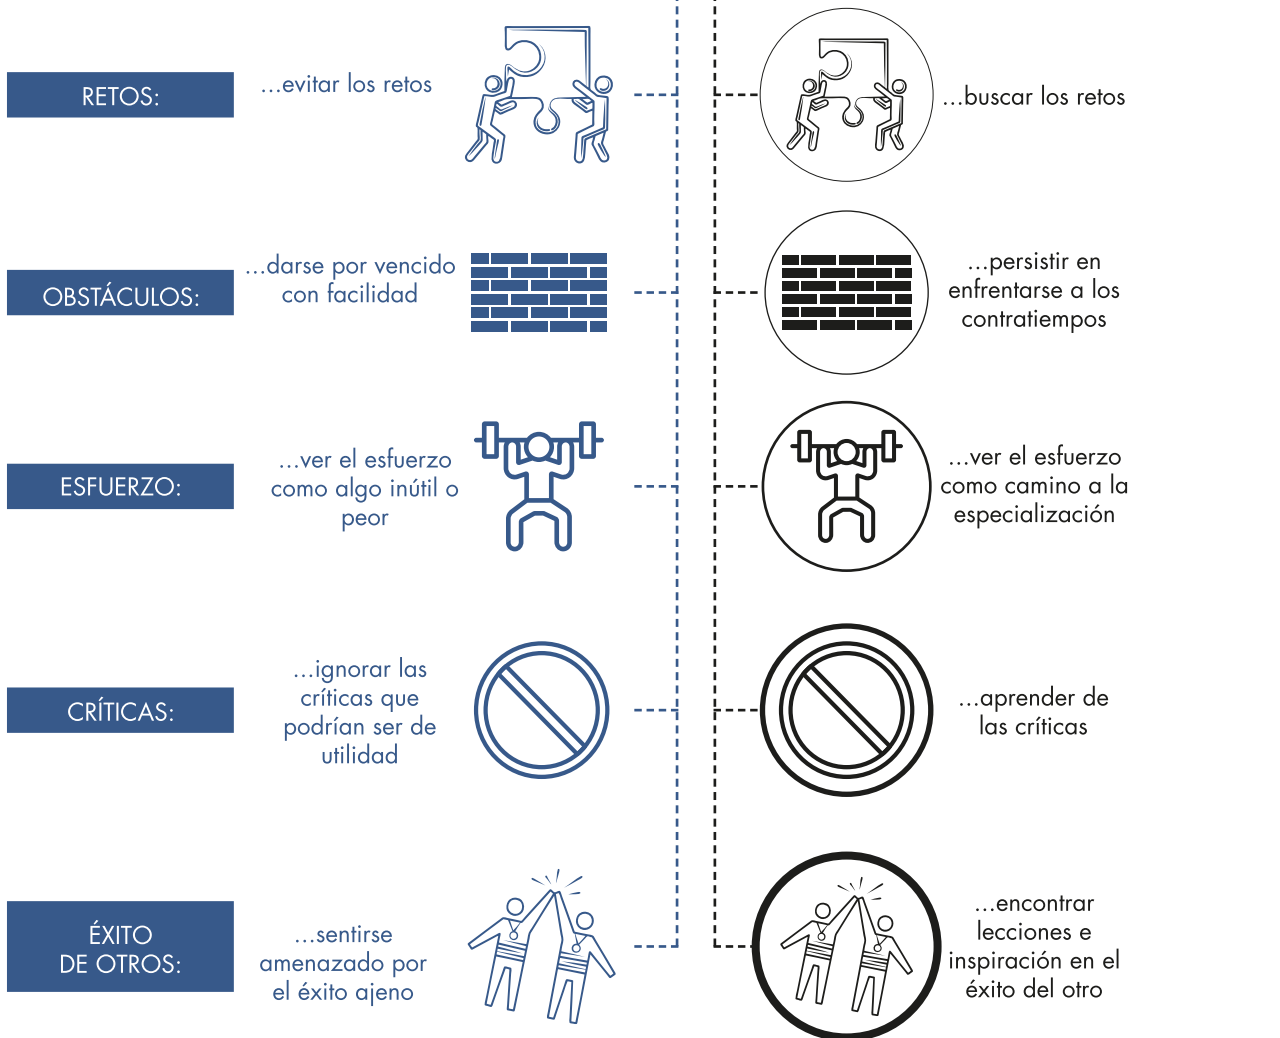 RETOS:
...evitar los retos
...buscar los retos
OBSTÁCULOS:
...darse por vencido
con facilidad
...persistir en
enfrentarse a los
contratiempos
ESFUERZO:
...ver el esfuerzo
como algo inútil o
peor
...ver el esfuerzo
como camino a la
especialización
CRÍTICAS:
...ignorar las
críticas que
podrían ser de
utilidad
...aprender de
las críticas
ÉXITO
DE OTROS:
...sentirse
amenazado por
el éxito ajeno
...encontrar
lecciones e
inspiración en el
éxito del otro